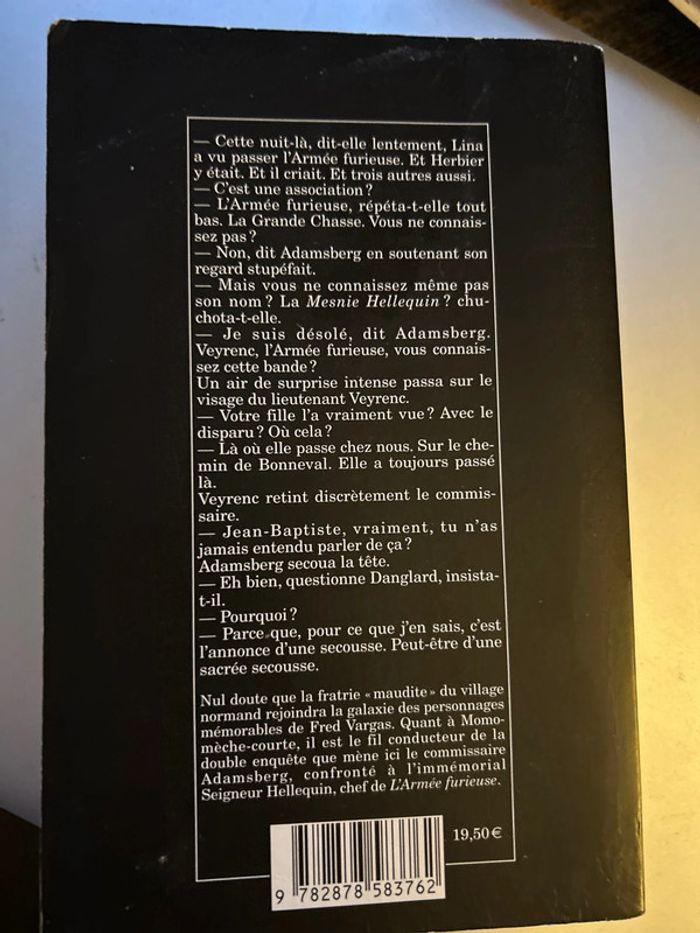 — Cette nuit-là, dit-elle lentement, Lina
a vu passer l'Armée furieuse. Et Herbier
y était. Et il criait. Et trois autres aussi.
— C'est une association ?
— L'Armée furieuse, répéta-t-elle tout
bas. La Grande Chasse. Vous ne connais-
sez pas ?
— Non, dit Adamsberg en soutenant son
regard stupéfait.
— Mais vous ne connaissez même pas
son nom ? La Mesnie Hellequin ? chu-
chota-t-elle.
— Je suis désolé, dit Adamsberg.
Veyrenc, l'Armée furieuse, vous connais-
sez cette bande ?
Un air de surprise intense passa sur le
visage du lieutenant Veyrenc.
— Votre fille l'a vraiment vue ? Avec le
disparu ? Où cela ?
— Là où elle passe chez nous. Sur le che-
min de Bonneval. Elle a toujours passé
là.
Veyrenc retint discrètement le commis-
saire.
— Jean-Baptiste, vraiment, tu n'as
jamais entendu parler de ça ?
Adamsberg secoua la tête.
— Eh bien, questionne Danglard, insista-
t-il.
— Pourquoi ?
— Parce que, pour ce que j'en sais, c'est
l'annonce d'une secousse. Peut-être d'une
sacrée secousse.
Nul doute que la fratrie « maudite » du village
normand rejoindra la galaxie des personnages
mémorables de Fred Vargas. Quant à Momo-
mèche-courte, il est le fil conducteur de la
double enquête que mène ici le commissaire
Adamsberg, confronté à l'immémorial
Seigneur Hellequin, chef de L'Armée furieuse.
19,50 €
9 782878 583762